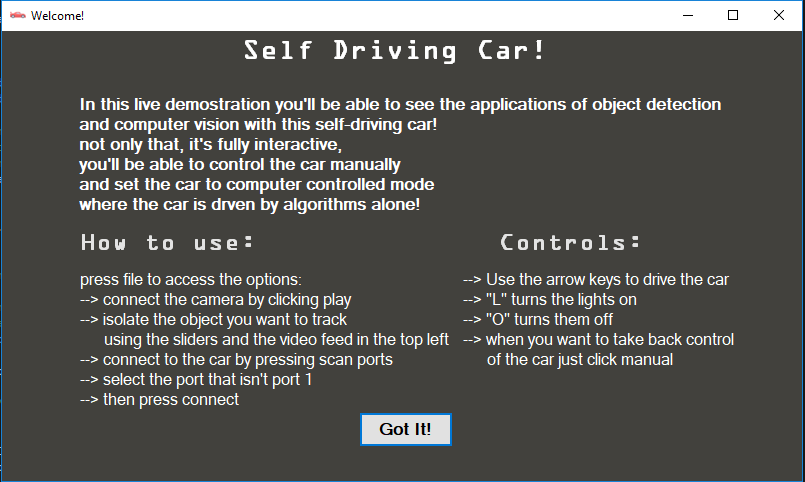 Welcome!
Self Driving Car!
In this live demostration you'll be able to see the applications of object detection
and computer vision with this self-driving car!
not only that, it's fully interactive,
you'll be able to control the car manually
and set the car to computer controlled mode
where the car is drven by algorithms alone!
How to use:
press file to access the options:
--> connect the camera by clicking play
--> isolate the object you want to track
using the sliders and the video feed in the top left
--> connect to the car by pressing scan ports
--> select the port that isn't port 1
--> then press connect
Controls:
--> Use the arrow keys to drive the car
--> "L" turns the lights on
--> "O" turns them off
--> when you want to take back control
of the car just click manual
Got It!